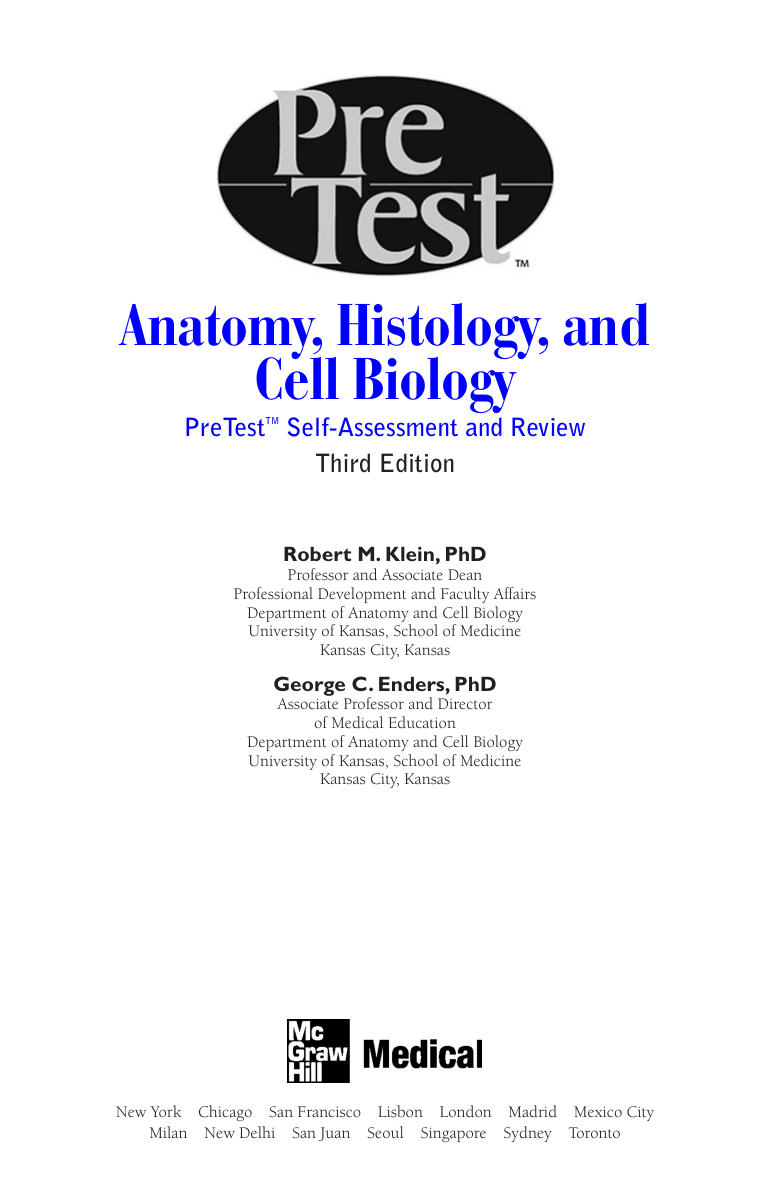 Pre
Test™
Anatomy, Histology, and
Cell Biology
PreTest™ Self-Assessment and Review
Third Edition
Robert M. Klein, PhD
Professor and Associate Dean
Professional Development and Faculty Affairs
Department of Anatomy and Cell Biology
University of Kansas, School of Medicine
Kansas City, Kansas
George C. Enders, PhD
Associate Professor and Director
of Medical Education
Department of Anatomy and Cell Biology
University of Kansas, School of Medicine
Kansas City, Kansas
Mc
Graw
Hill
Medical
New York Chicago San Francisco Lisbon London Madrid Mexico City
Milan New Delhi San Juan Seoul Singapore Sydney Toronto